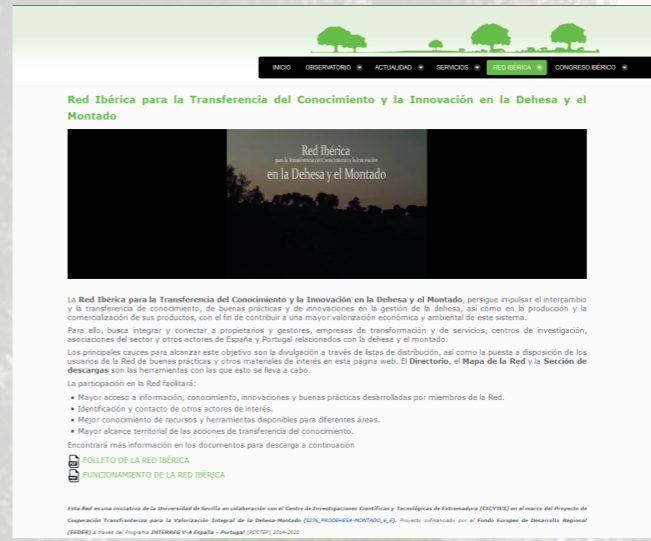 INICIO OBSERVATORIO ACTUALIDAD SERVICIOS RED IBÉRICA CONGRESO IBÉRICO
Red Ibérica para la Transferencia del Conocimiento y la Innovación en la Dehesa y el
Montado
Red Ibérica
para la Transferencia del Conocimiento y la Innovación
en la Dehesa y el Montado
La Red Ibérica para la Transferencia del Conocimiento y la Innovación en la Dehesa y el Montado, persigue impulsar el intercambio
y la transferencia de conocimiento, de buenas prácticas y de innovaciones en la gestión de la dehesa, así como en la producción y la
comercialización de sus productos, con el fin de contribuir a una mayor valorización económica y ambiental de este sistema.
Para ello, busca integrar y conectar a propietarios y gestores, empresas de transformación y de servicios, centros de investigación,
asociaciones del sector y otros actores de España y Portugal relacionados con la dehesa y el montado.
Los principales cauces para alcanzar este objetivo son la divulgación a través de listas de distribución, así como la puesta a disposición de los
usuarios de la Red de buenas prácticas y otros materiales de interés en esta página web. El Directorio, el Mapa de la Red y la Sección de
descargas son las herramientas con las que esto se lleva a cabo.
La participación en la Red facilitará:
• Mayor acceso a información, conocimiento, innovaciones y buenas prácticas desarrolladas por miembros de la Red.
• Identificación y contacto de otros actores de interés.
• Mejor conocimiento de recursos y herramientas disponibles para diferentes áreas.
• Mayor alcance territorial de las acciones de transferencia del conocimiento.
Encontrará más información en los documentos para descarga a continuación
FOLLETO DE LA RED IBÉRICA
FUNCIONAMIENTO DE LA RED IBÉRICA
Esta Red es una iniciativa de la Universidad de Sevilla en colaboración con el Centro de Investigaciones Científicas y Tecnológicas de Extremadura (CICYTEX) en el marco del Proyecto de
Cooperación Transfronteriza para la Valorización Integral de la Dehesa-Montado (0276_PRODEHESA-MONTADO_6_E). Proyecto cofinanciado por el Fondo Europeo de Desarrollo Regional
(FEDER) a través del Programa INTERREG V-A España – Portugal (POCTEP) 2014-2020.